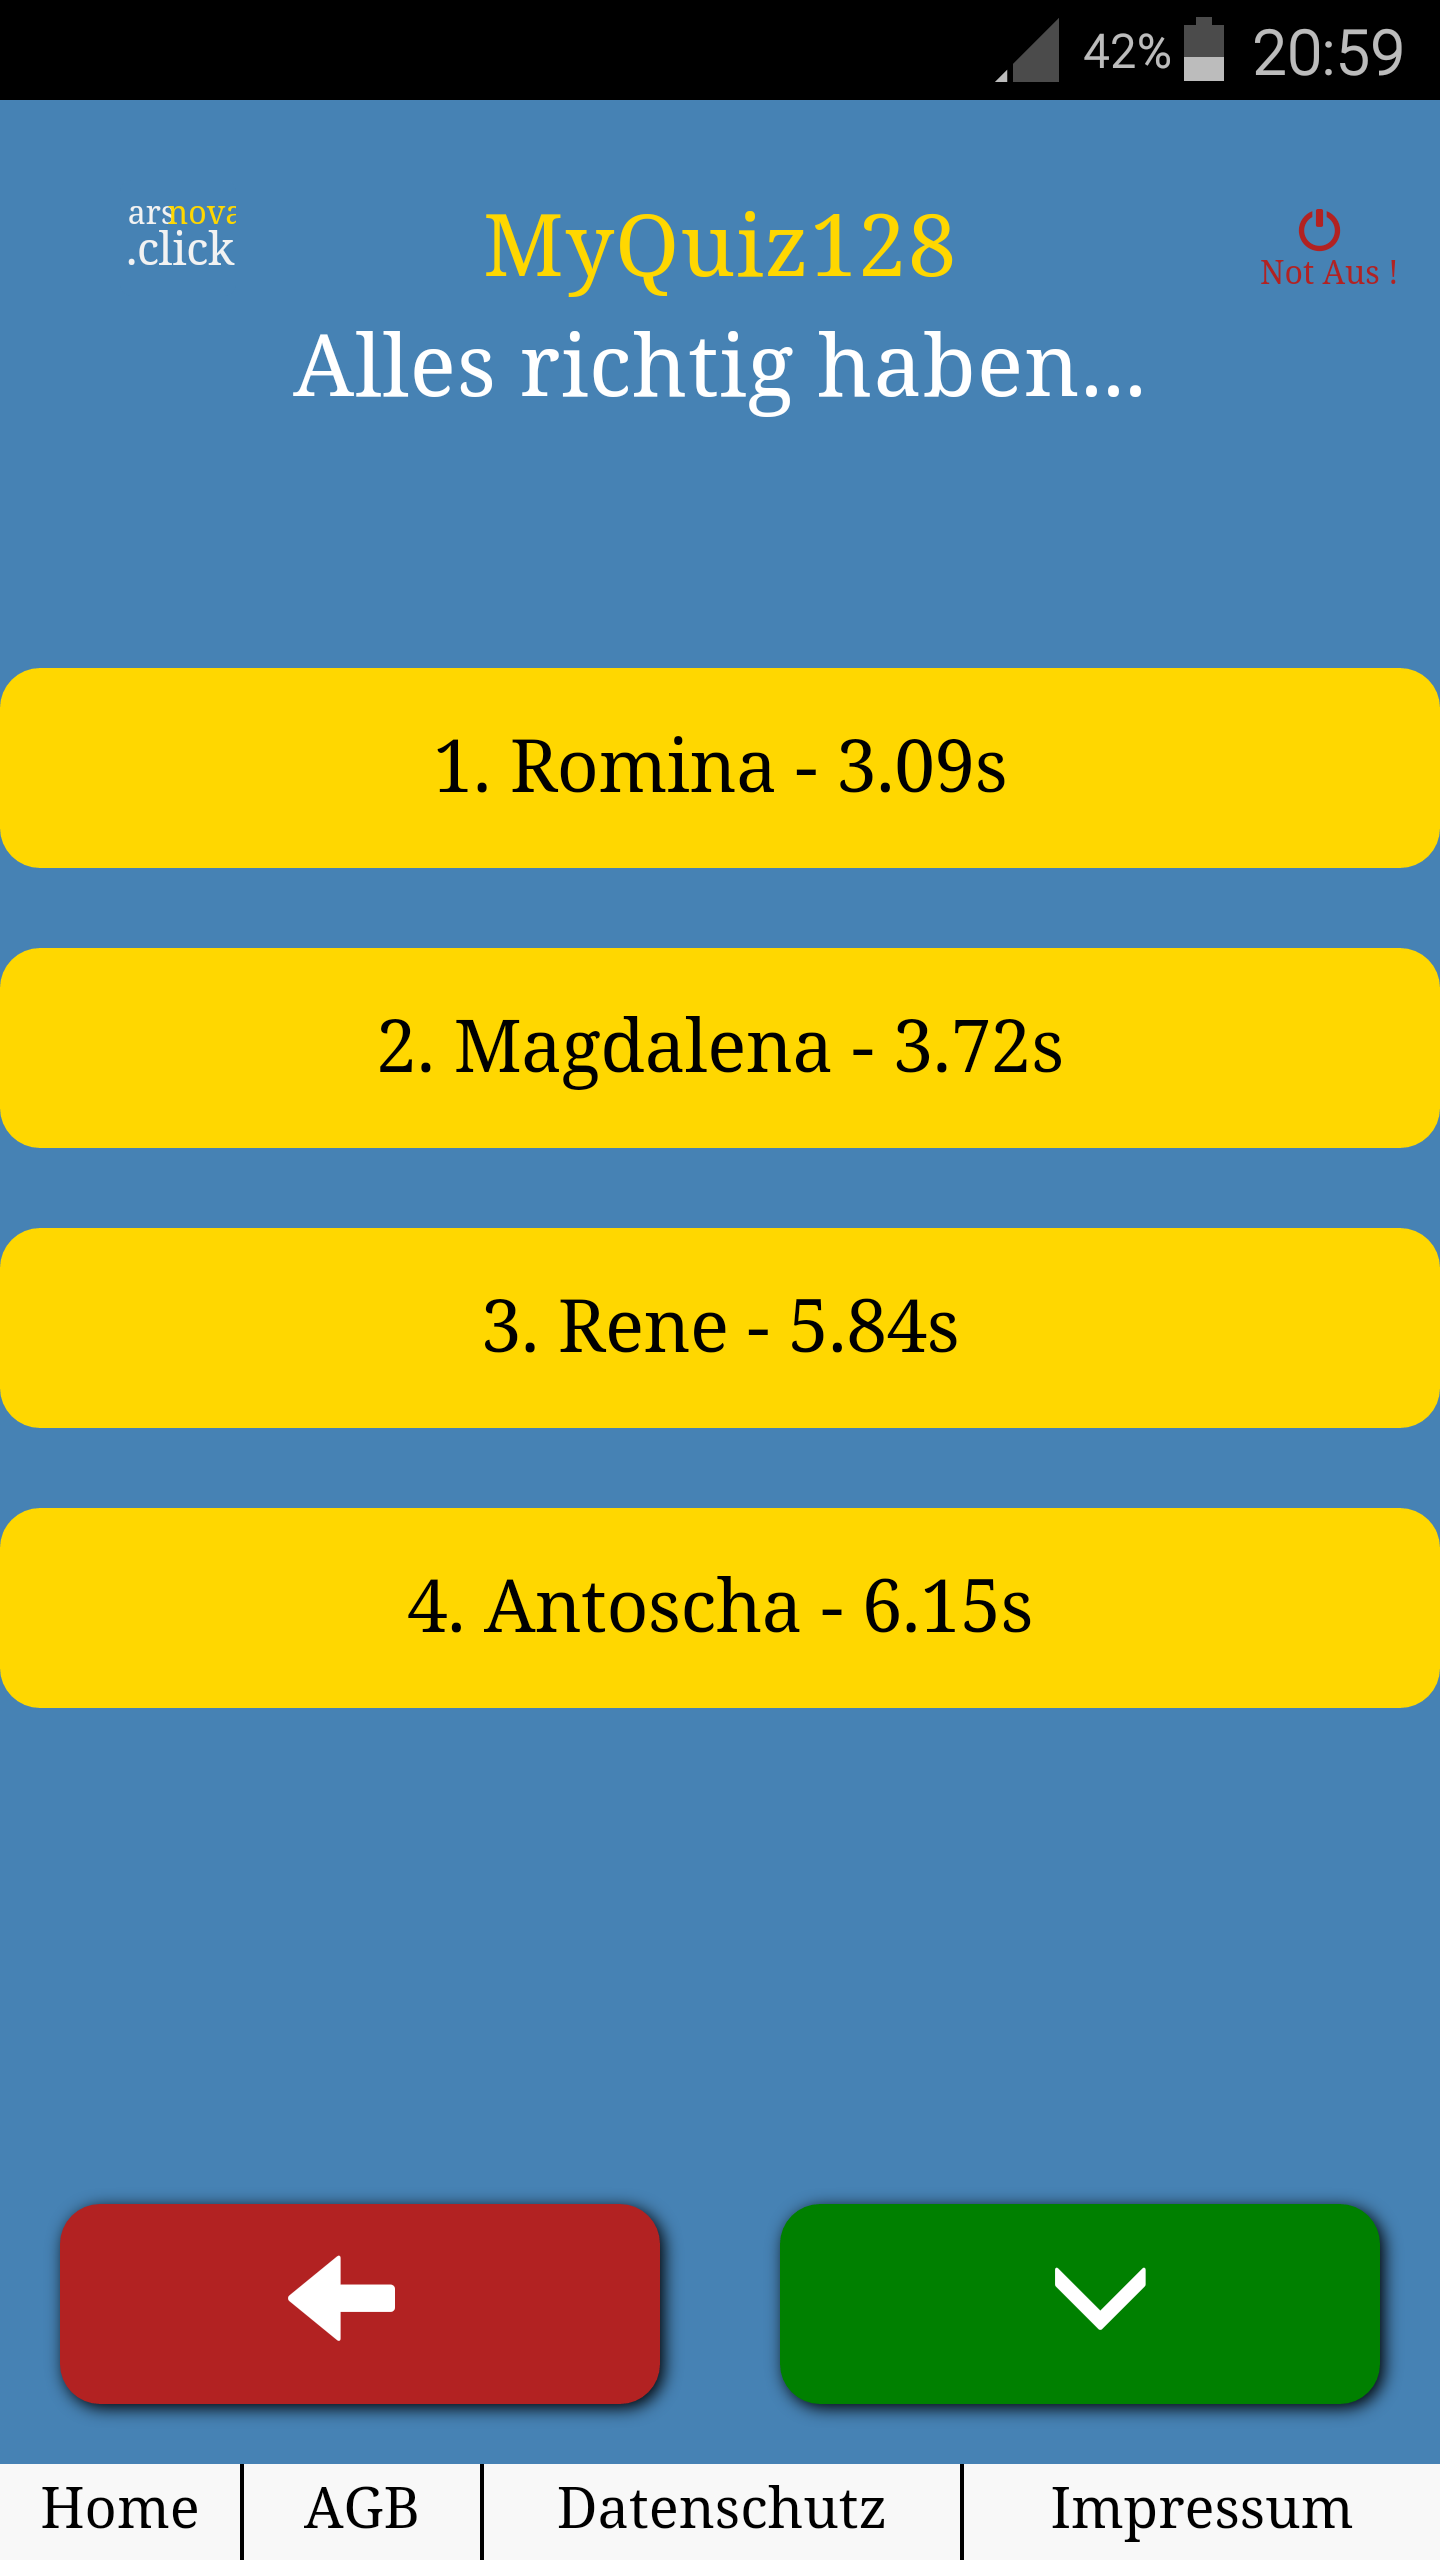 42% 20:59
arsnova
.click
MyQuiz128
Not Aus !
Alles richtig haben...
1. Romina - 3.09s
2. Magdalena - 3.72s
3. Rene - 5.84s
4. Antoscha - 6.15s
Home AGB Datenschutz Impressum